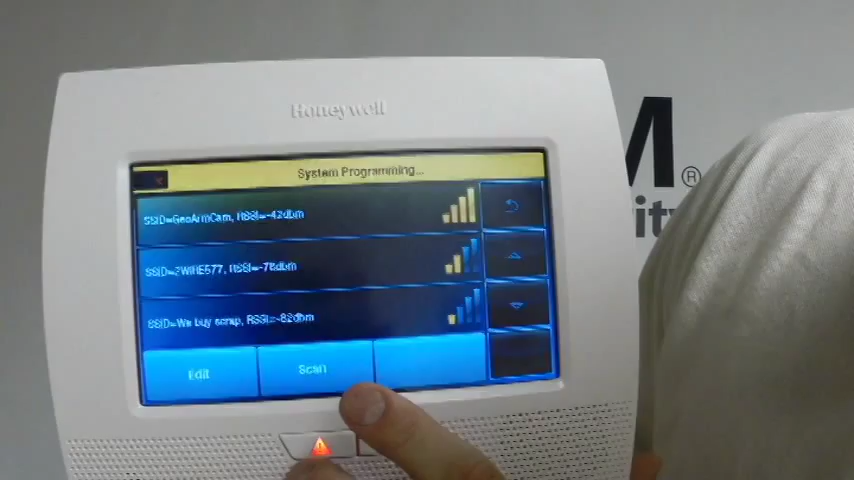 Honeywell
System Programming...
SSID=GeoArmCam, RSSI=-42dbm
SSID=2WIRE577, RSSI=-78dbm
SSID=We buy scrap, RSSI=-82dbm
Edit
Scan
M®